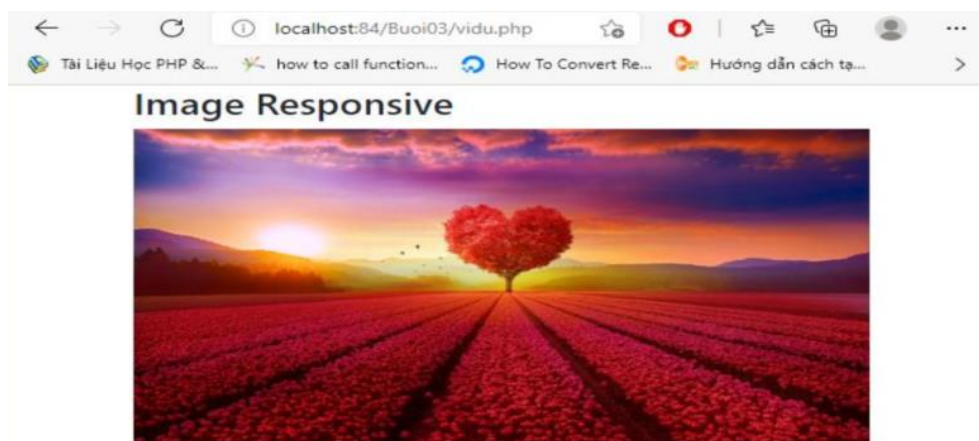 localhost:84/Buoi03/vidu.php
Tài Liệu Học PHP &... how to call function... How To Convert Re... Hướng dẫn cách tạ...
Image Responsive